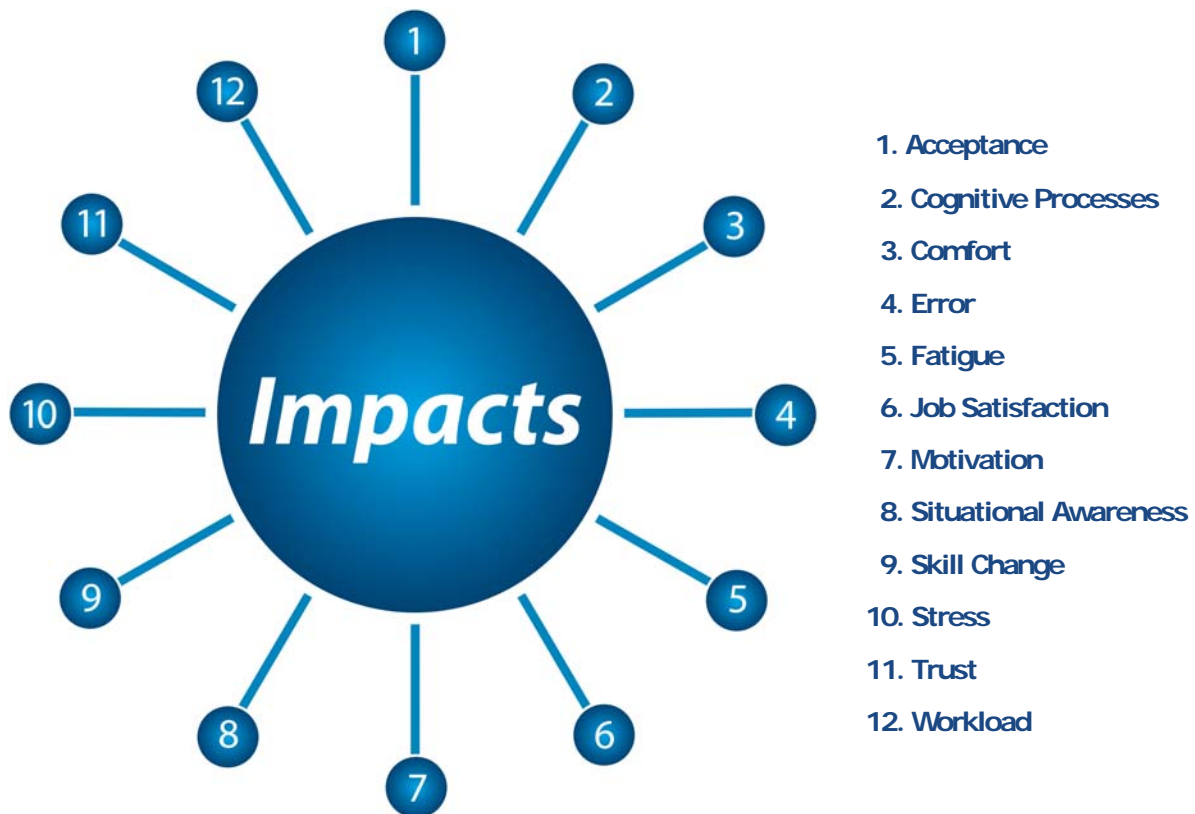 1
2
3
4
5
6
7
8
9
10
11
12
Impacts
1. Acceptance
2. Cognitive Processes
3. Comfort
4. Error
5. Fatigue
6. Job Satisfaction
7. Motivation
8. Situational Awareness
9. Skill Change
10. Stress
11. Trust
12. Workload